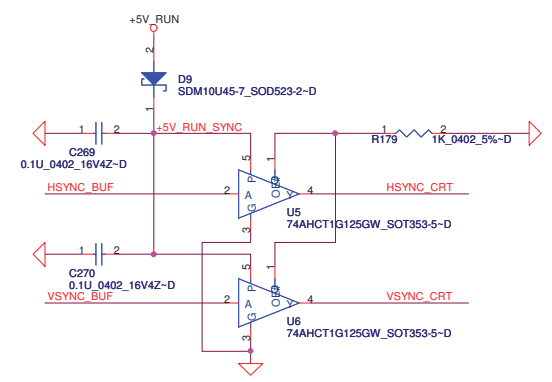 +5V_RUN
2
D9
SDM10U45-7_SOD523-2~D
1
+5V_RUN_SYNC
1 2
C269
0.1U_0402_16V4Z~D
1 2
R179 1K_0402_5%~D
5
1
P
OE#
HSYNC_BUF
2
A
Y
4
HSYNC_CRT
G
3
U5
74AHCT1G125GW_SOT353-5~D
1 2
C270
0.1U_0402_16V4Z~D
5
1
P
OE#
VSYNC_BUF
2
A
Y
4
VSYNC_CRT
G
3
U6
74AHCT1G125GW_SOT353-5~D